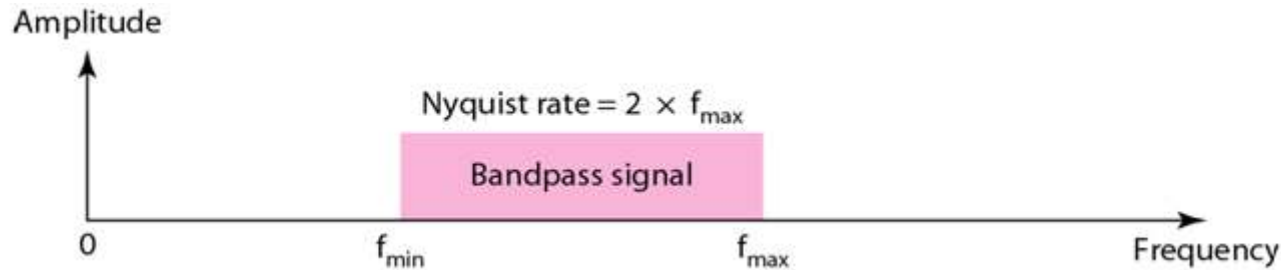 Amplitude
Nyquist rate = 2 × fmax
Bandpass signal
0
fmin
fmax
Frequency